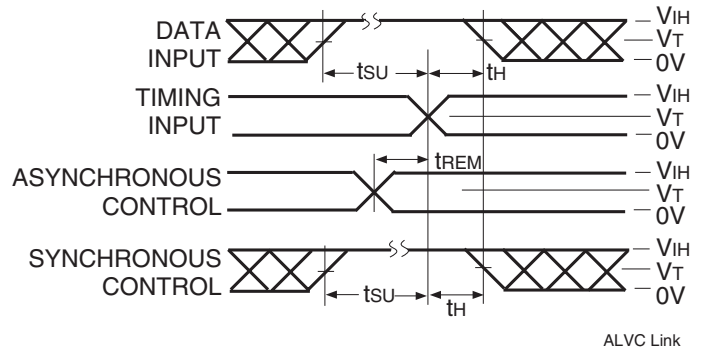 DATA
INPUT
tSU
tH
VIH
VT
0V
TIMING
INPUT
VIH
VT
0V
tREM
ASYNCHRONOUS
CONTROL
VIH
VT
0V
SYNCHRONOUS
CONTROL
tSU
tH
VIH
VT
0V
ALVC Link